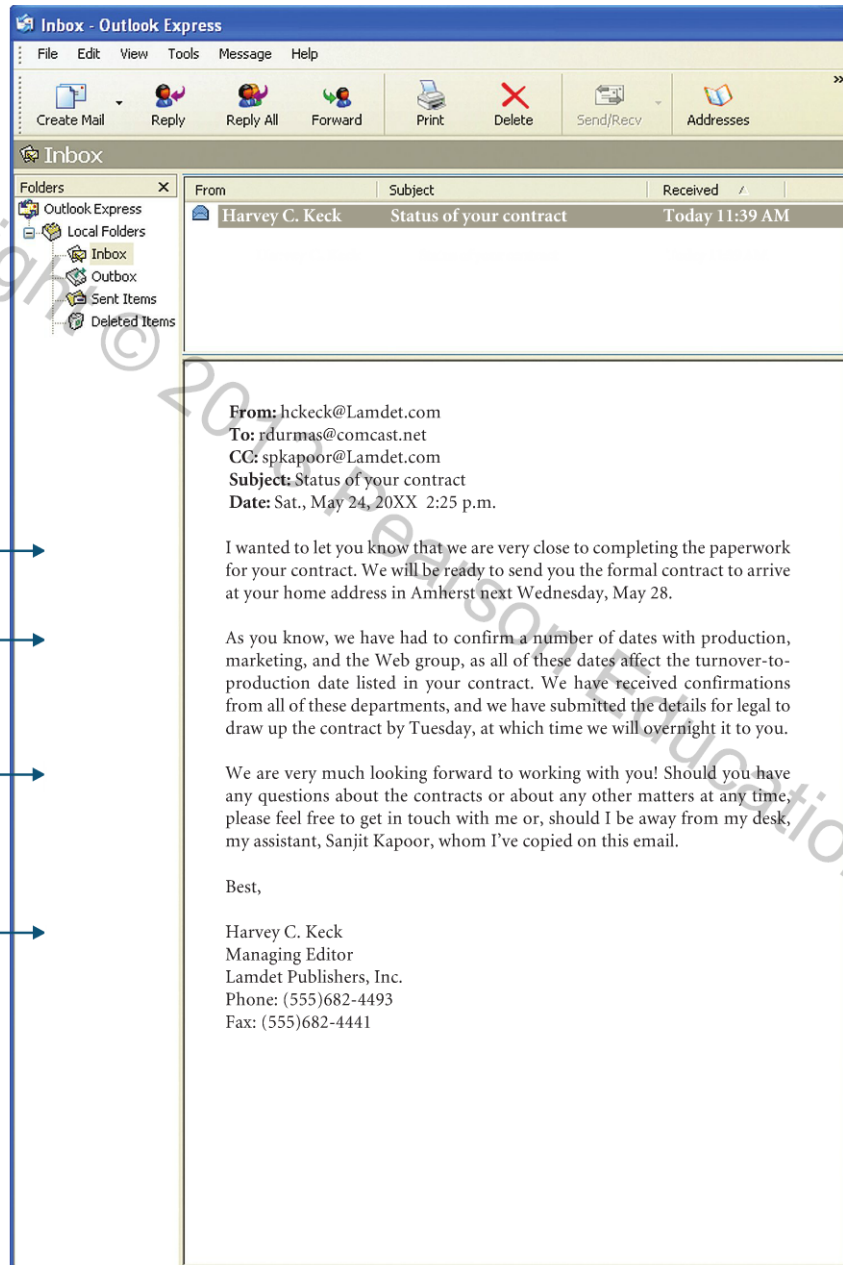 Inbox - Outlook Express
File Edit View Tools Message Help
»
Create Mail Reply Reply All Forward Print Delete Send/Recv Addresses
Inbox
Folders X From Subject Received
Outlook Express
Harvey C. Keck Status of your contract Today 11:39 AM
Local Folders
Inbox
Outbox
Sent Items
Deleted Items
From: hckeck@Lamdet.com
To: rdurmas@comcast.net
CC: spkapoor@Lamdet.com
Subject: Status of your contract
Date: Sat., May 24, 20XX 2:25 p.m.
I wanted to let you know that we are very close to completing the paperwork
for your contract. We will be ready to send you the formal contract to arrive
at your home address in Amherst next Wednesday, May 28.
As you know, we have had to confirm a number of dates with production,
marketing, and the Web group, as all of these dates affect the turnover-to-
production date listed in your contract. We have received confirmations
from all of these departments, and we have submitted the details for legal to
draw up the contract by Tuesday, at which time we will overnight it to you.
We are very much looking forward to working with you! Should you have
any questions about the contracts or about any other matters at any time,
please feel free to get in touch with me or, should I be away from my desk,
my assistant, Sanjit Kapoor, whom I've copied on this email.
Best,
Harvey C. Keck
Managing Editor
Lamdet Publishers, Inc.
Phone: (555)682-4493
Fax: (555)682-4441
© 2013 Pearson Education